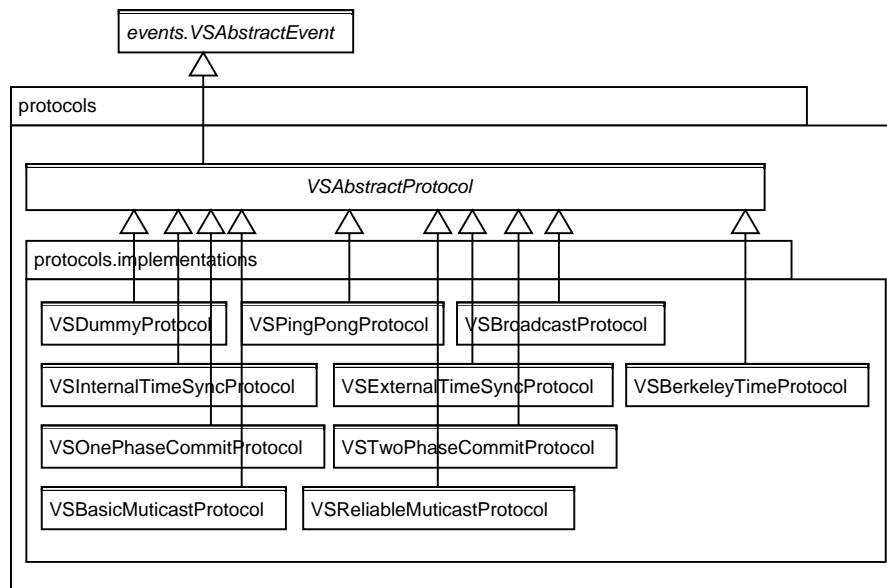 events.VSAbstractEvent
protocols
VSAbstractProtocol
protocols.implementations
VSDummyProtocol
VSPingPongProtocol
VSBroadcastProtocol
VSInternalTimeSyncProtocol
VSExternalTimeSyncProtocol
VSBerkeleyTimeProtocol
VSOnePhaseCommitProtocol
VSTwoPhaseCommitProtocol
VSBasicMuticastProtocol
VSReliableMuticastProtocol